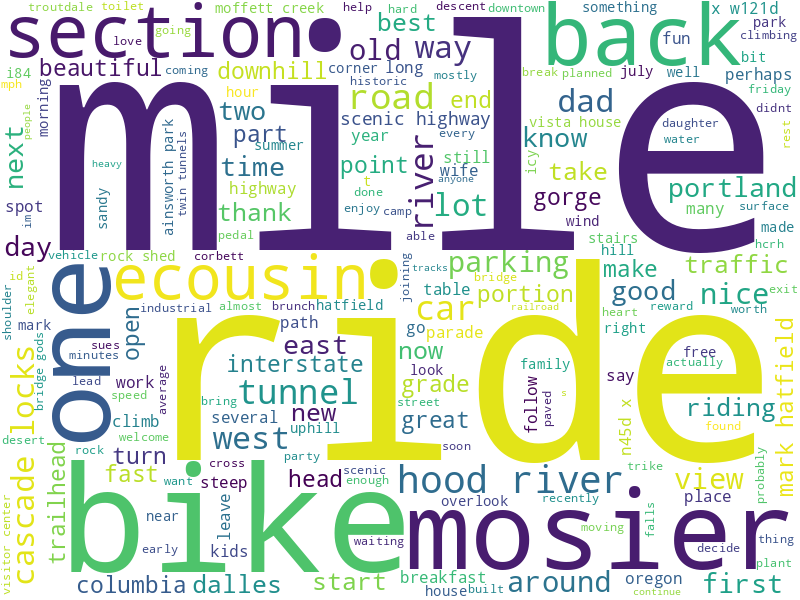 troutdale
toilet
moffett creek
help
hard
descent
downtown
something
x w121d
section
back
going
love
best
park
climbing
mile
i84
beautiful
coming
downhill
corner
long
old
way
mostly
break
planned
july
well
fun
bit
perhaps
mph
morning
hour
historic
road
end
dad
friday
didnt
next
two
scenic highway
vista house
daughter
water
people
part
year
every
know
rest
summer
time
point
river
still
icy
take
heavy
ainsworth park
twin tunnels
highway
wife
t
done
anyone
portland
spot
im
sandy
thank
enjoy
camp
lot
gorge
many
surface
wind
made
day
pedal
able
stairs
hcrh
vehicle
rock shed
corbett
parking
hill
traffic
id
elegant
one
ecousin
joining
tracks
bridge
make
exit
shoulder
industrial
almost
brunch
hatfield
car
table
portion
good
nice
reward
worth
railroad
mark
open
path
go
parade
heart
right
ride
bridge gods
sues
minutes
east
now
say
free
actually
mark hatfield
cascade locks
lead
work
average
interstate
look
grade
family
speed
bring
tunnel
street
follow
paved
s
n45d x
riding
climb
several
new
great
found
desert
welcome
west
uphill
soon
rock
turn
cross
party
trailhead
fast
want
steep
head
scenic
enough
hood river
trike
view
probably
bike
mosier
visitor center
near
leave
overlook
recently
place
falls
early
kids
waiting
moving
decide
thing
columbia
dalles
start
breakfast
house
built
around
oregon
continue
first
plant